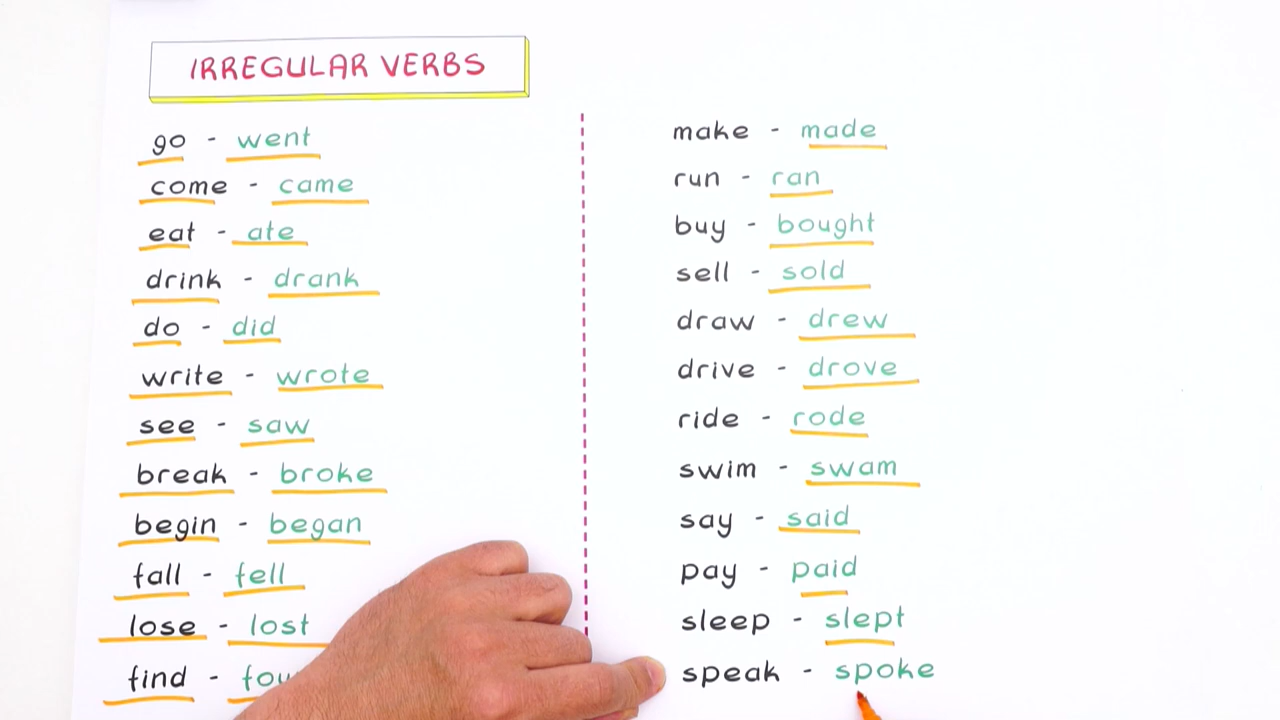 IRREGULAR VERBS
go - went
come - came
eat - ate
drink - drank
do - did
write - wrote
see - saw
break - broke
begin - began
fall - fell
lose - lost
find -
make - made
run - ran
buy - bought
sell - sold
draw - drew
drive - drove
ride - rode
swim - swam
say - said
pay - paid
sleep - slept
speak - spoke